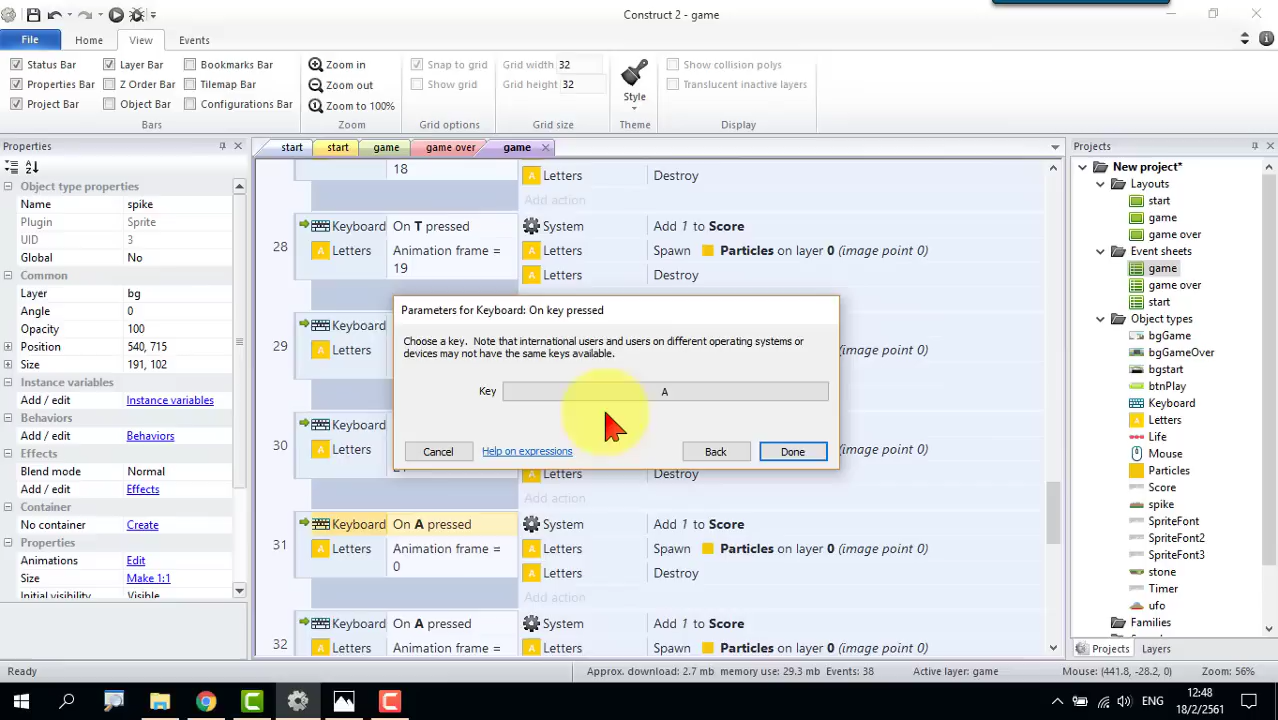 Construct 2 - game
File
Home
View
Events
Status Bar
Layer Bar
Bookmarks Bar
Properties Bar
Z Order Bar
Tilemap Bar
Project Bar
Object Bar
Configurations Bar
Bars
Zoom in
Zoom out
Zoom to 100%
Zoom
Snap to grid
Show grid
Grid options
Grid width 32
Grid height 32
Grid size
Style
Theme
Show collision polys
Translucent inactive layers
Display
Properties
Object type properties
Name spike
Plugin Sprite
UID 3
Global No
Common
Layer bg
Angle 0
Opacity 100
Position 540, 715
Size 191, 102
Instance variables
Add / edit Instance variables
Behaviors
Add / edit Behaviors
Effects
Blend mode Normal
Add / edit Effects
Container
No container Create
Properties
Animations Edit
Size Make 1:1
Initial visibility Visible
start
start
game
game over
game
18
Letters Destroy
Add action
28
Keyboard On T pressed
Letters Animation frame =
19
System Add 1 to Score
Letters Spawn Particles on layer 0 (image point 0)
Letters Destroy
29
Keyboard
Letters
(image point 0)
30
Keyboard
Letters
(image point 0)
Letters Destroy
Add action
31
Keyboard On A pressed
Letters Animation frame =
0
System Add 1 to Score
Letters Spawn Particles on layer 0 (image point 0)
Letters Destroy
Add action
32
Keyboard On A pressed
Letters Animation frame =
System Add 1 to Score
Letters Spawn Particles on layer 0 (image point 0)
Parameters for Keyboard: On key pressed
Choose a key. Note that international users and users on different operating systems or
devices may not have the same keys available.
Key A
Cancel
Help on expressions
Back
Done
Projects
New project*
Layouts
start
game
game over
Event sheets
game
game over
start
Object types
bgGame
bgGameOver
bgstart
btnPlay
Keyboard
Letters
Life
Mouse
Particles
Score
spike
SpriteFont
SpriteFont2
SpriteFont3
stone
Timer
ufo
Families
Projects
Layers
Ready
Approx. download: 2.7 mb memory use: 29.3 mb Events: 38
Active layer: game
Mouse: (441.8, -28.2, 0)
Zoom: 56%
ENG
12:48
18/2/2561